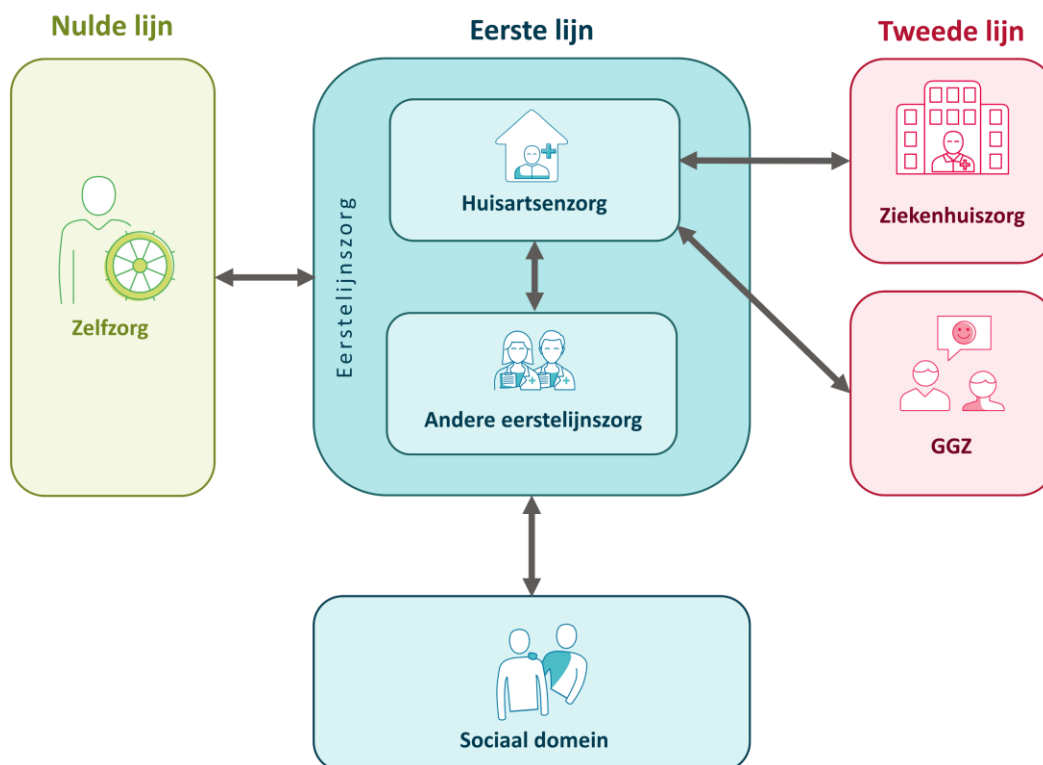 Nulde lijn
Eerste lijn
Tweede lijn
Zelfzorg
Eerstelijnszorg
Huisartsenzorg
Andere eerstelijnszorg
Ziekenhuiszorg
GGZ
Sociaal domein